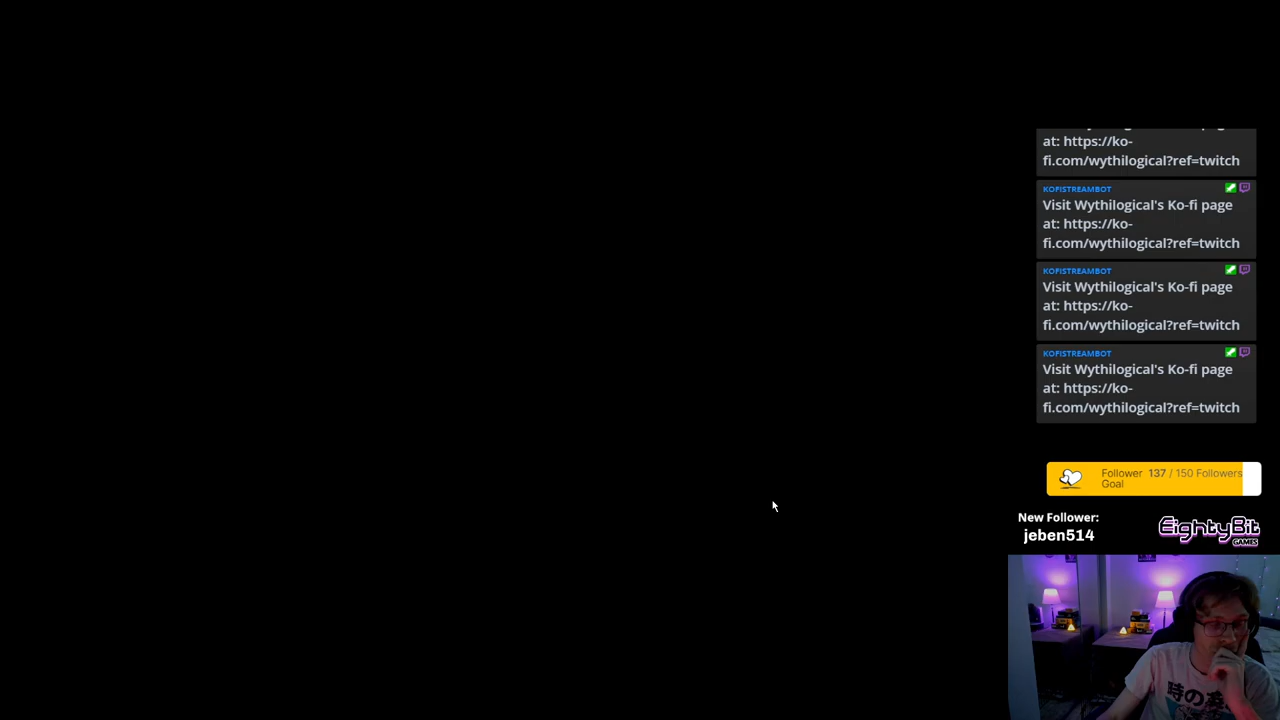 at: https://ko-
fi.com/wythilogical?ref=twitch
KOFISTREAMBOT
Visit Wythilogical's Ko-fi page
at: https://ko-
fi.com/wythilogical?ref=twitch
KOFISTREAMBOT
Visit Wythilogical's Ko-fi page
at: https://ko-
fi.com/wythilogical?ref=twitch
KOFISTREAMBOT
Visit Wythilogical's Ko-fi page
at: https://ko-
fi.com/wythilogical?ref=twitch
Follower 137 / 150 Followers
Goal
New Follower:
jeben514
EightyBit
GAMES
時の